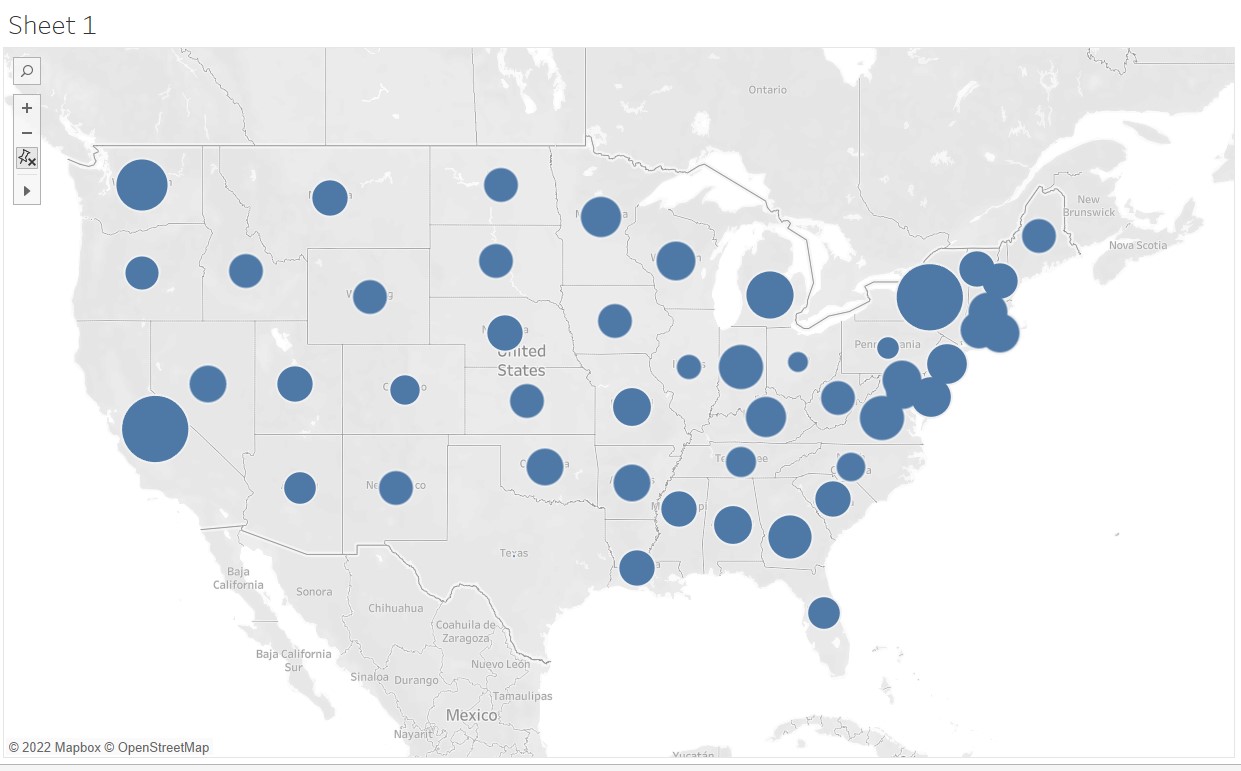 Sheet 1
Ontario
New
Brunswick
Nova Scotia
United
States
Texas
Baja
California
Sonora
Chihuahua
Coahuila de
Zaragoza
Baja California
Sur
Sinaloa
Durango
Nuevo León
Tamaulipas
Mexico
Nayarit
Yucatán
© 2022 Mapbox © OpenStreetMap